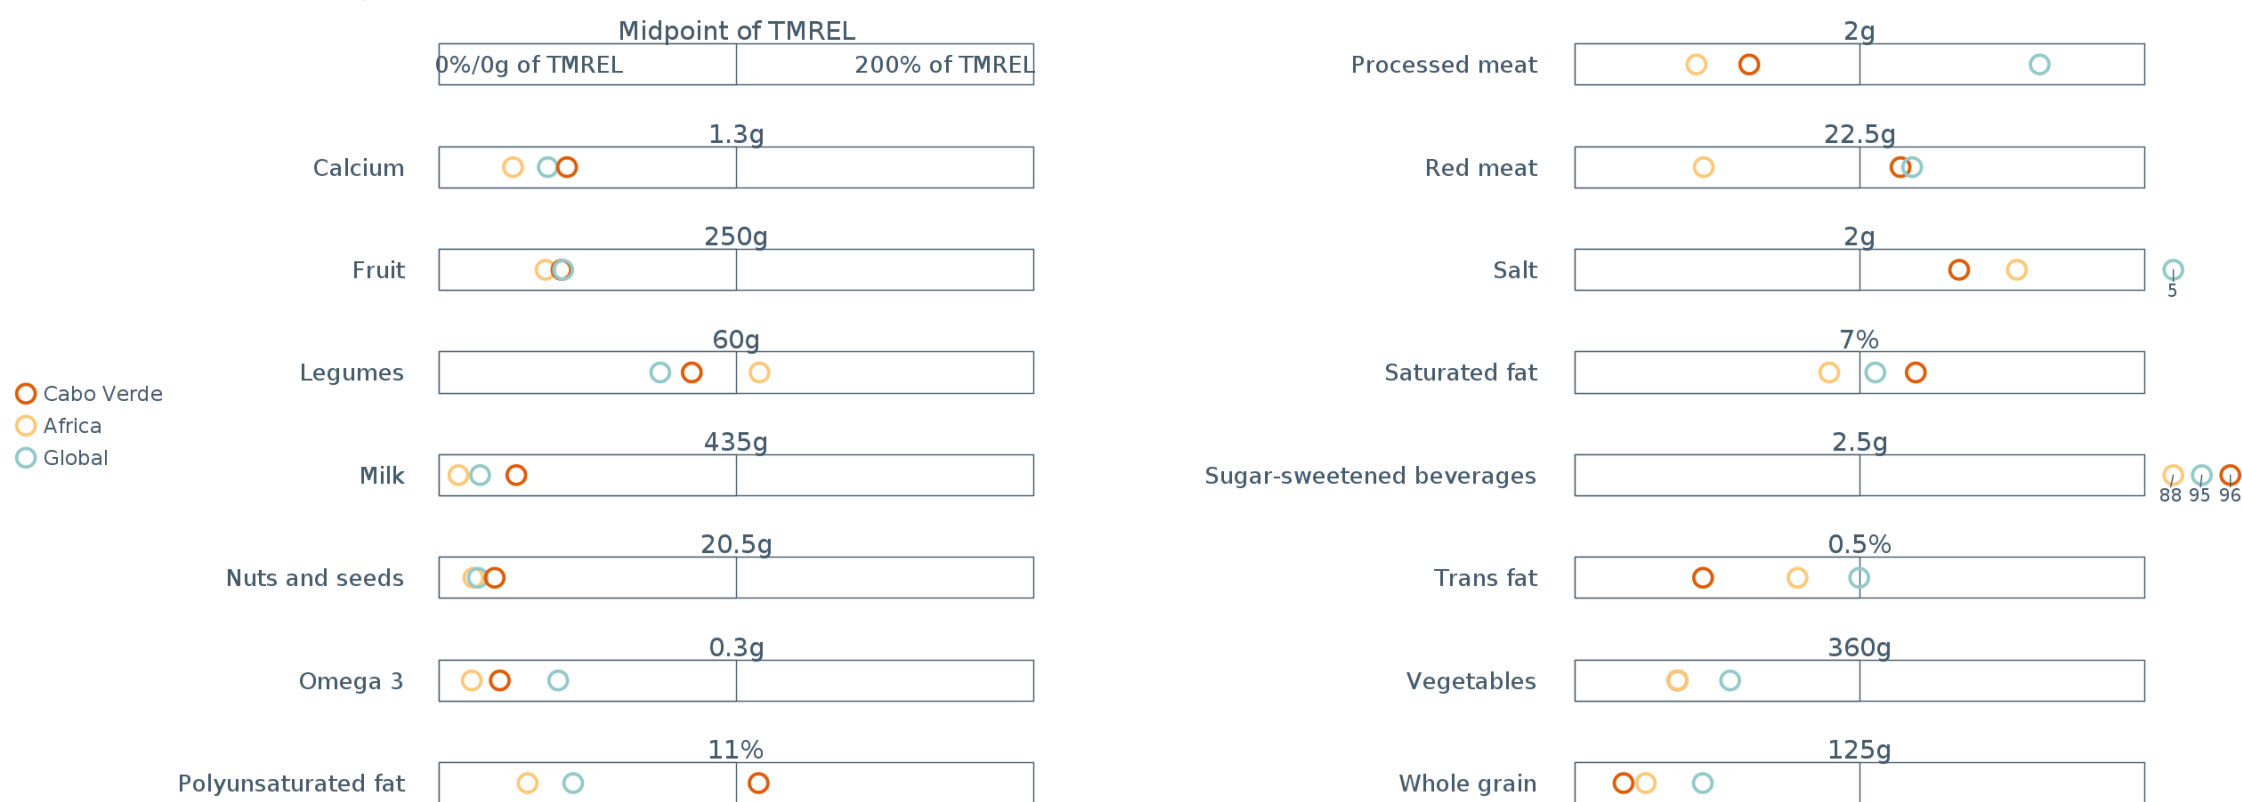 Midpoint of TMREL
0%/0g of TMREL 200% of TMREL
Calcium 1.3g
Fruit 250g
Legumes 60g
Milk 435g
Nuts and seeds 20.5g
Omega 3 0.3g
Polyunsaturated fat 11%
Cabo Verde
Africa
Global
Processed meat 2g
Red meat 22.5g
Salt 2g
5
Saturated fat 7%
Sugar-sweetened beverages 2.5g
88 95 96
Trans fat 0.5%
Vegetables 360g
Whole grain 125g